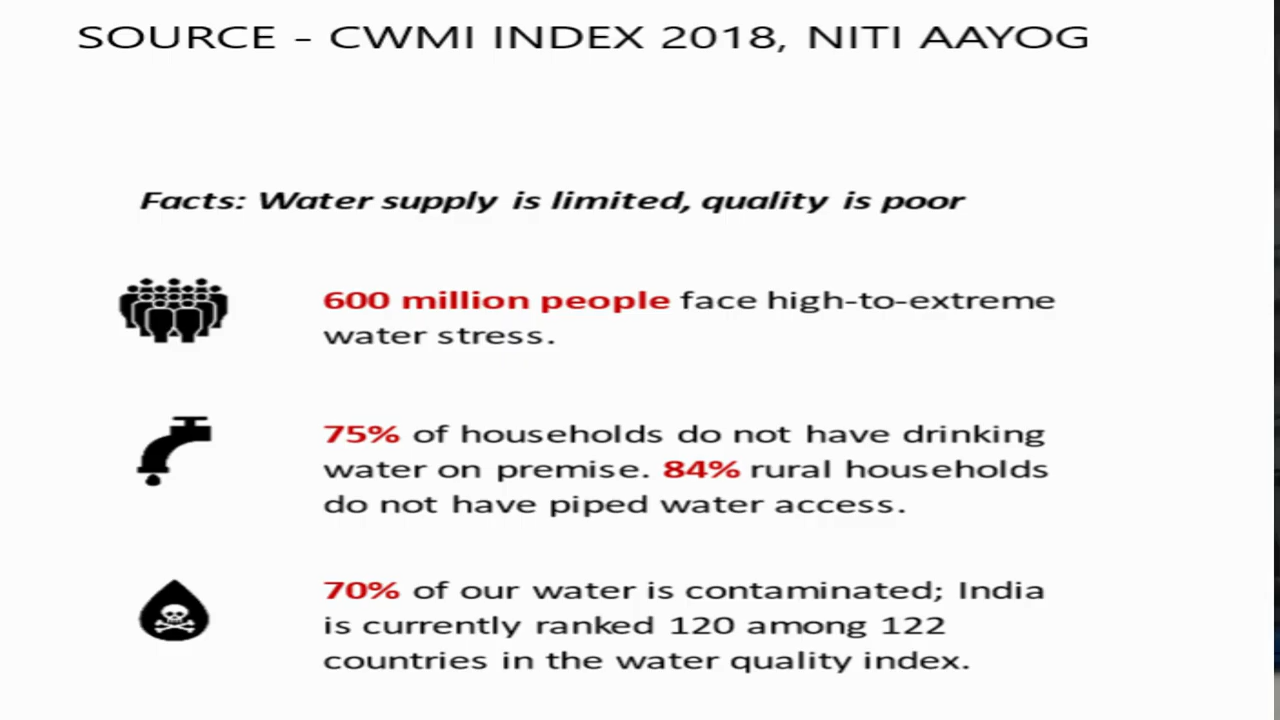 SOURCE - CWMI INDEX 2018, NITI AAYOG
Facts: Water supply is limited, quality is poor
600 million people face high-to-extreme
water stress.
75% of households do not have drinking
water on premise. 84% rural households
do not have piped water access.
70% of our water is contaminated; India
is currently ranked 120 among 122
countries in the water quality index.